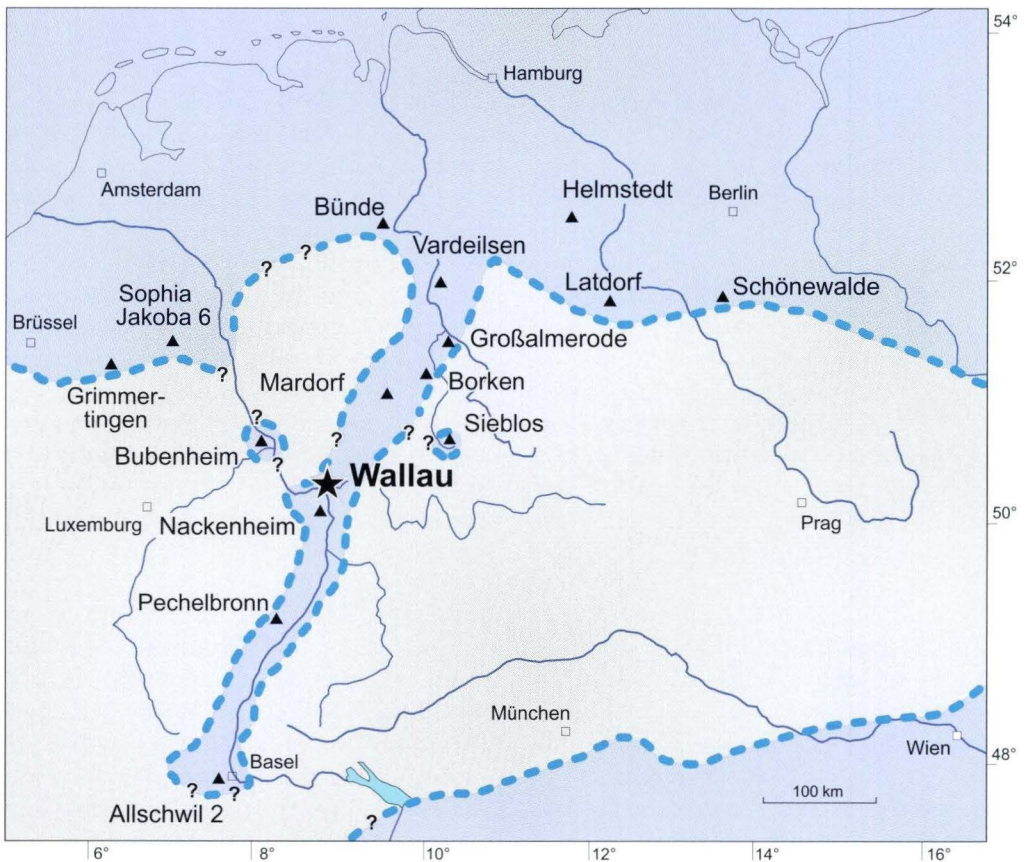 54°
Hamburg
Amsterdam
Helmstedt
Berlin
Bünde
Vardeilsen
?
?
52°
Sophia
Jakoba 6
Latdorf
Schönewalde
Brüssel
Großalmerode
?
Grimmer-
tingen
Mardorf
Borken
?
Sieblos
?
?
?
Bubenheim
?
Wallau
Luxemburg
Nackenheim
50°
Prag
Pechelbronn
München
Wien
48°
Basel
?
?
Allschwil 2
100 km
?
6°
8°
10°
12°
14°
16°